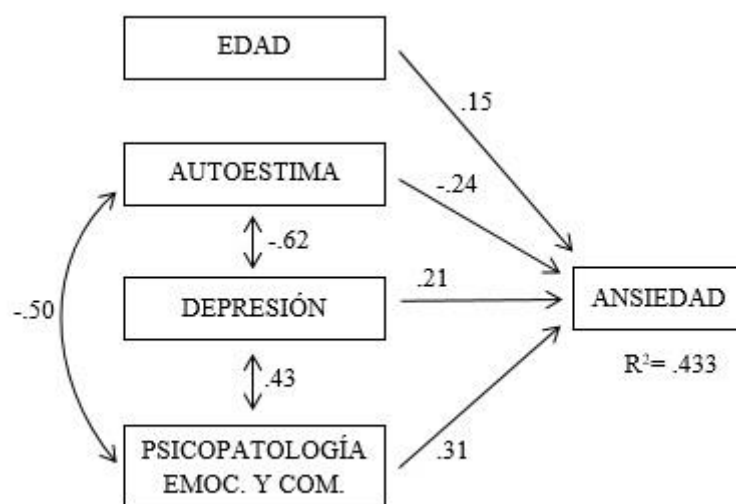 EDAD
.15
AUTOESTIMA
-.24
-.62
-.50
DEPRESIÓN
.21
ANSIEDAD
R²= .433
.43
PSICOPATOLOGÍA
EMOC. Y COM.
.31